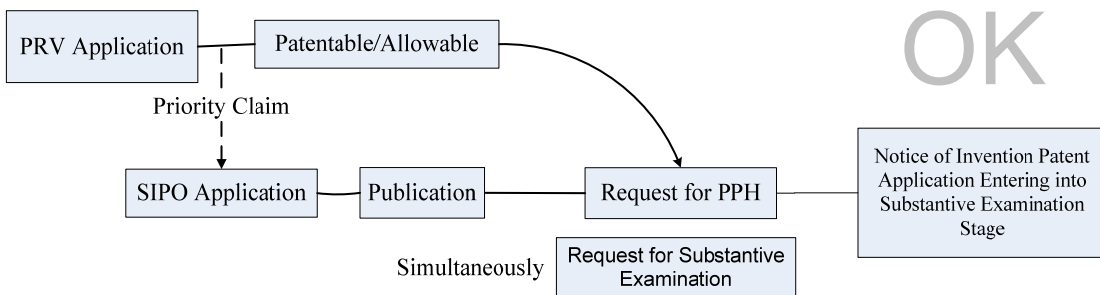 PRV Application
Patentable/Allowable
OK
Priority Claim
SIPO Application
Publication
Request for PPH
Notice of Invention Patent
Application Entering into
Substantive Examination
Stage
Simultaneously
Request for Substantive
Examination